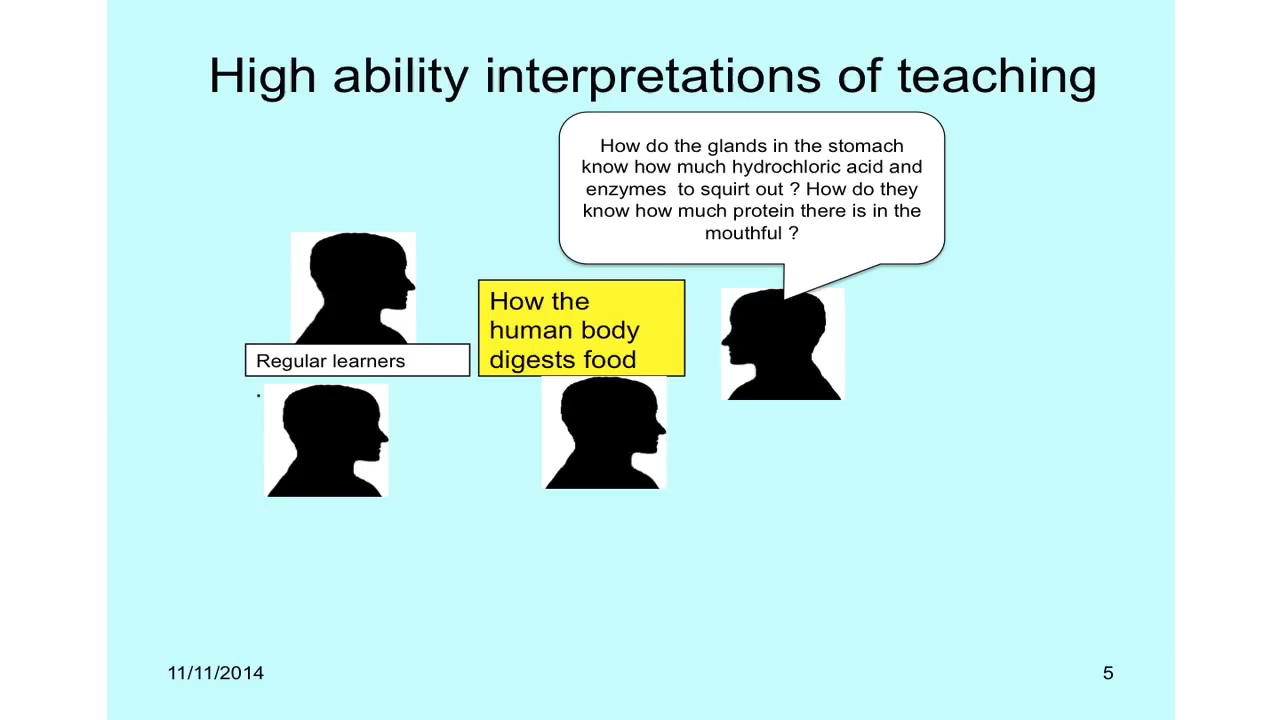 High ability interpretations of teaching
How do the glands in the stomach
know how much hydrochloric acid and
enzymes  to squirt out ? How do they
know how much protein there is in the
mouthful ?
How the
human body
digests food
Regular learners
.
11/11/2014
5